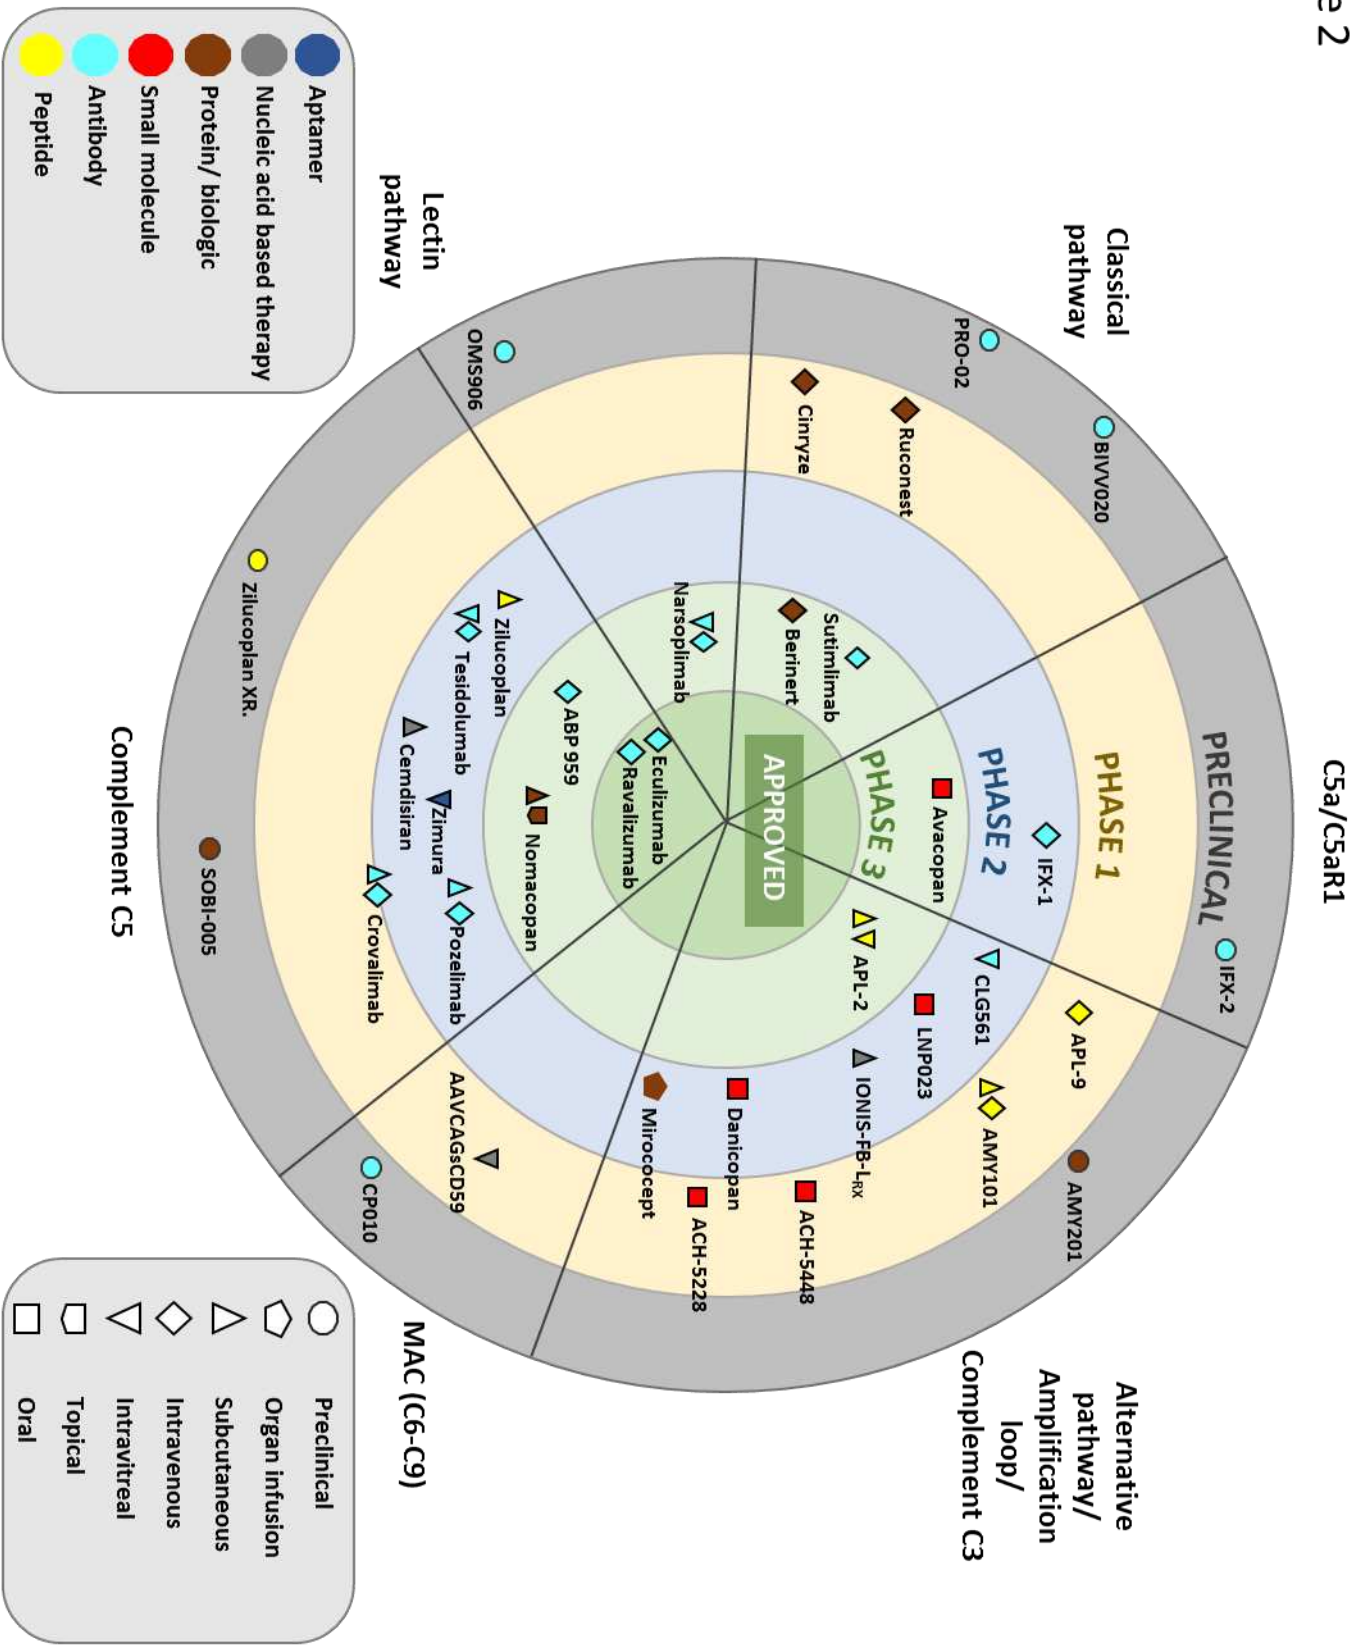 e 2
C5a/C5aR1
Classical
pathway
Alternative
pathway/
Amplification
loop/
Complement C3
Lectin
pathway
Complement C5
MAC (C6-C9)
PRECLINICAL
PHASE 1
PHASE 2
PHASE 3
APPROVED
IFX-2
IFX-1
Avacopan
BIVV020
PRO-02
Ruconest
Cinryze
Sutimlimab
Berinert
APL-9
AMY201
CLG561
AMY101
LNP023
APL-2
IONIS-FB-LRX
ACH-5448
Danicopan
ACH-5228
Mirocecept
Narsoplimab
OMS906
Eculizumab
Ravalizumab
ABP 959
Nomacopan
Zilucoplan
Tesidolumab
Cemdisiran
Zimura
Pozelimab
Crovalimab
Zilucoplan XR.
SOBI-005
AAVCAGsCD59
CP010
Aptamer
Nucleic acid based therapy
Protein/ biologic
Small molecule
Antibody
Peptide
Preclinical
Organ infusion
Subcutaneous
Intravenous
Intravitreal
Topical
Oral